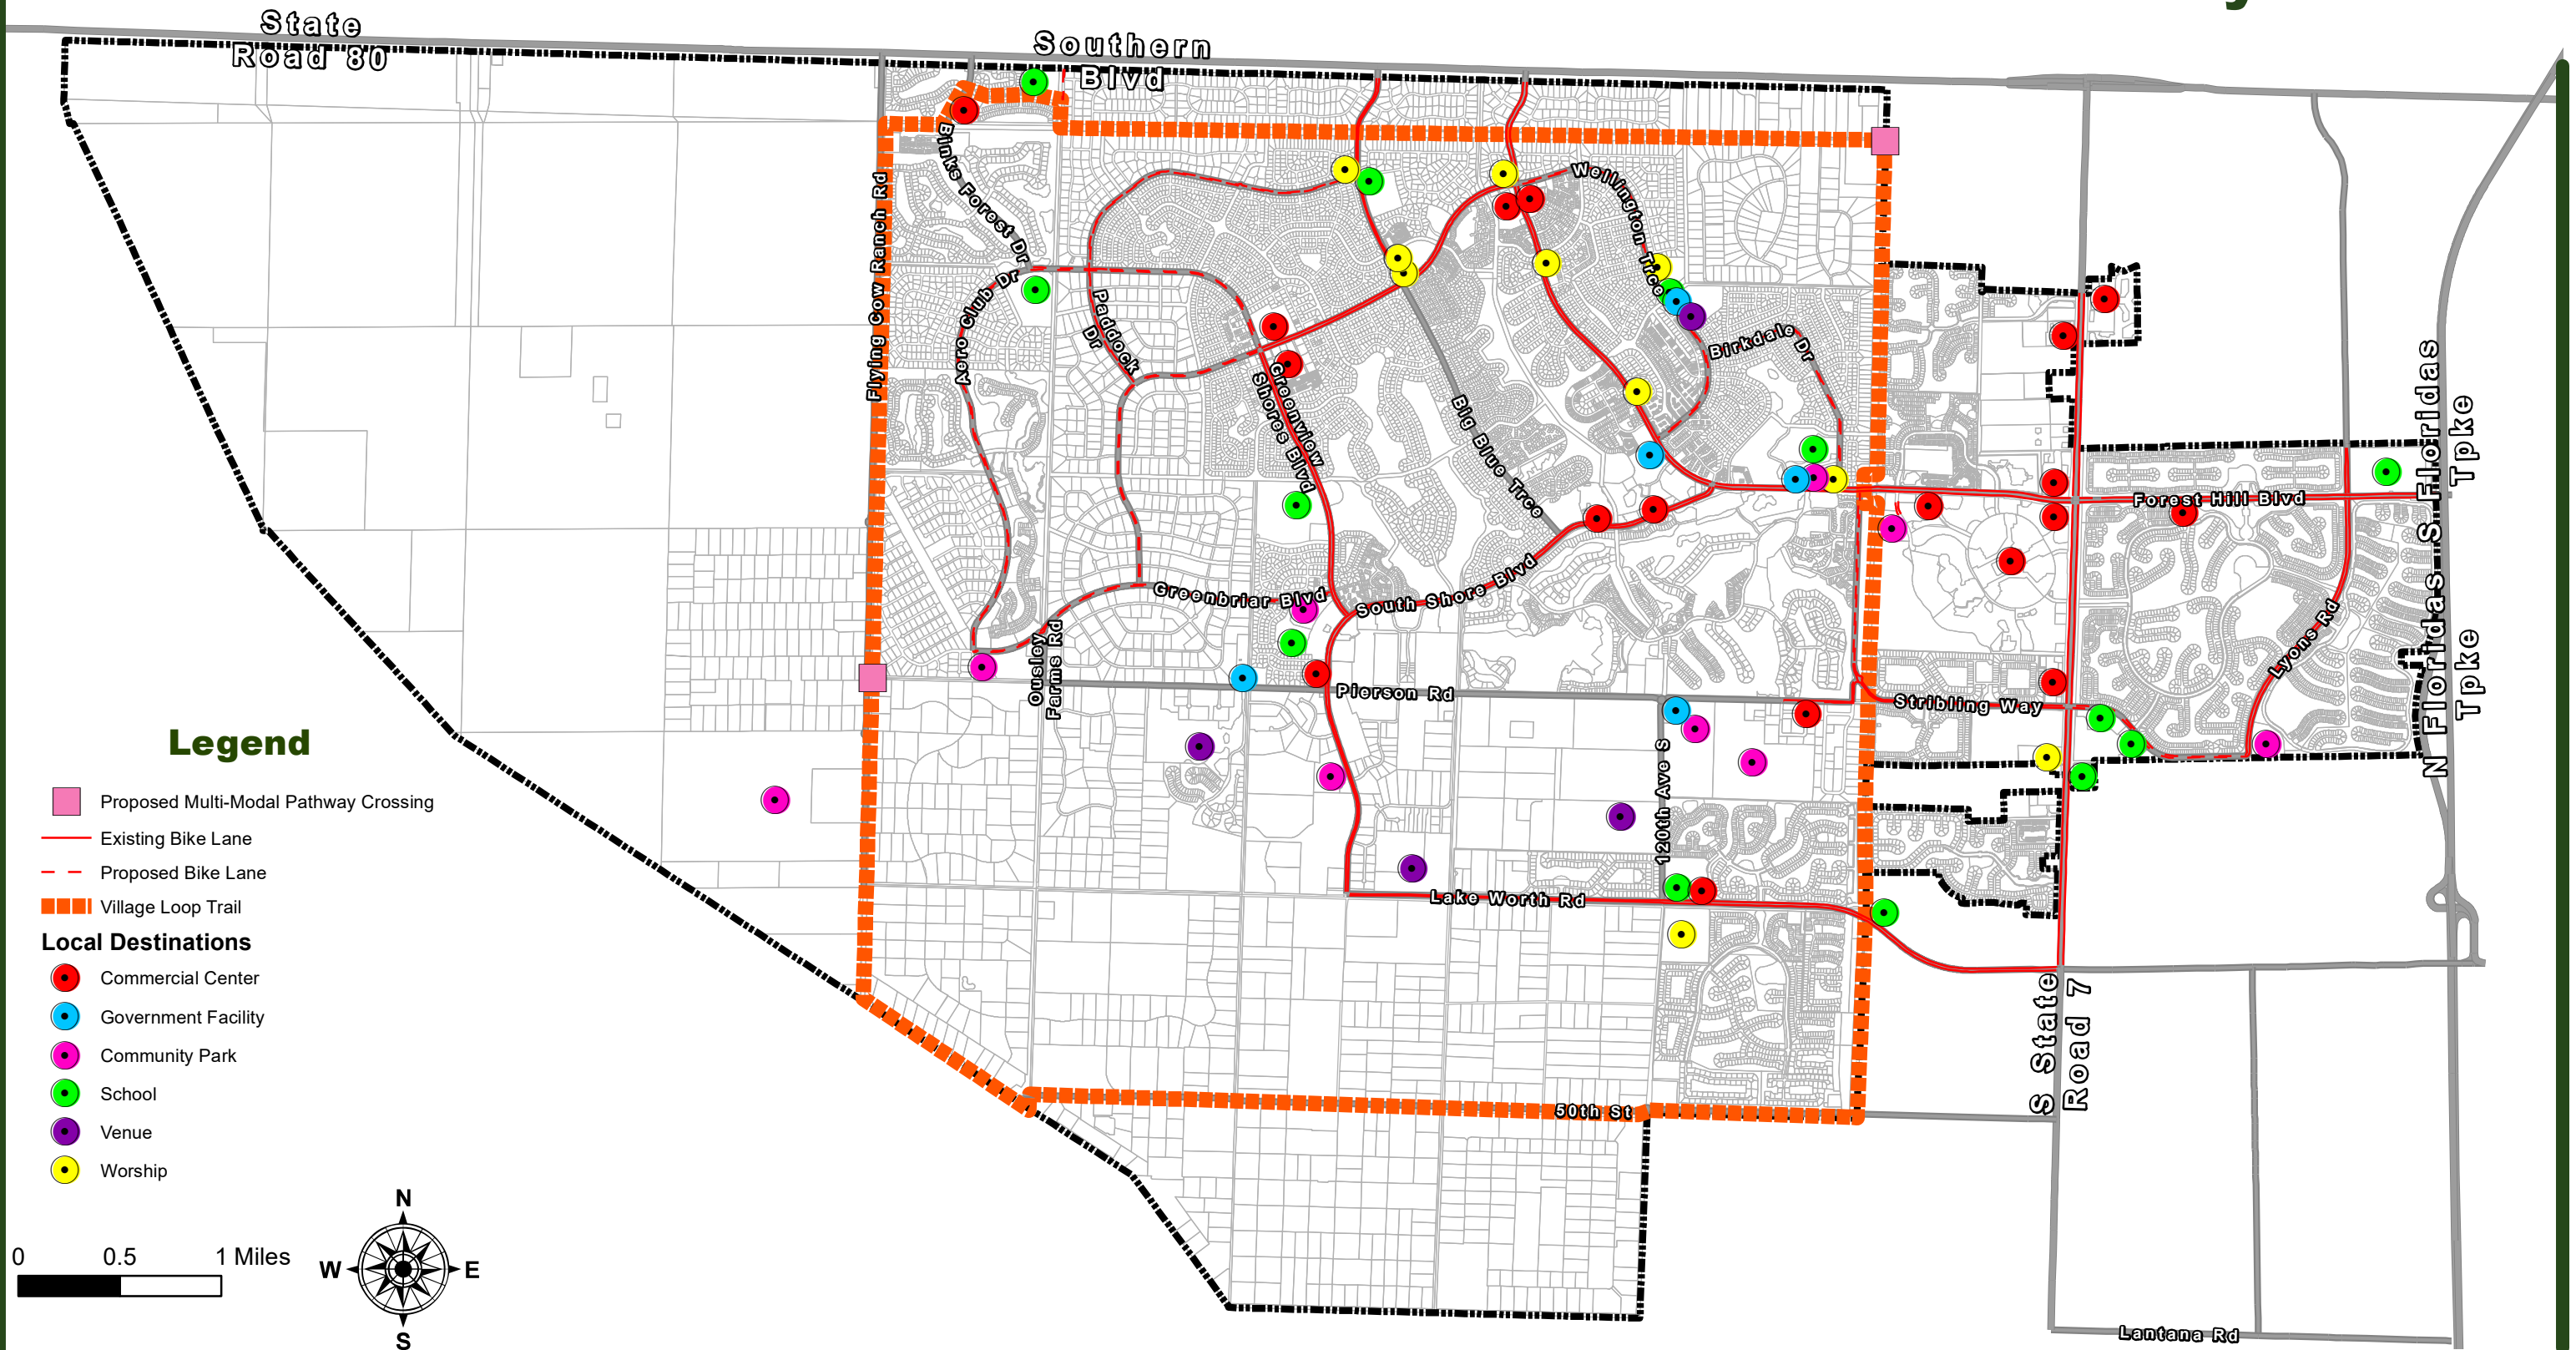 State
Road 80
Southern
Blvd
Binks Forest Dr
Flying Cow Ranch Rd
Aero Club Dr
Paddock
Dr
Wellington
Trce
Birkdale Dr
Greenview
Shores Blvd
Big Blue Trce
Forest Hill Blvd
N Floridas S Floridas
Tpke
Tpke
Greenbriar Blvd
South Shore Blvd
Ousley
Farms Rd
Pierson Rd
Stribling Way
Lyons Rd
120th Ave S
Lake Worth Rd
50th St
S State
Road 7
Lantana Rd
Legend
Proposed Multi-Modal Pathway Crossing
Existing Bike Lane
Proposed Bike Lane
Village Loop Trail
Local Destinations
Commercial Center
Government Facility
Community Park
School
Venue
Worship
0 0.5 1 Miles
N
W E
S